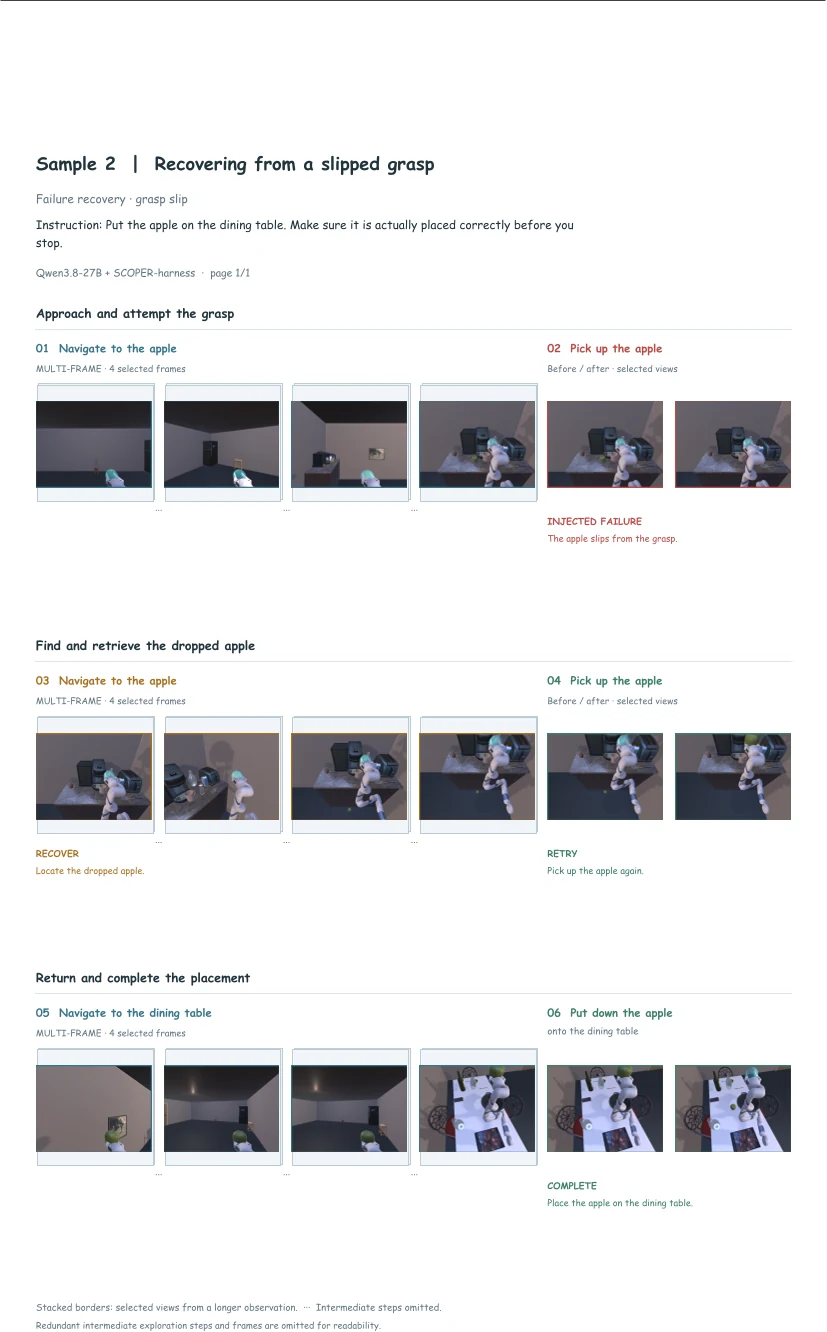 Sample 2 | Recovering from a slipped grasp
Failure recovery · grasp slip
Instruction: Put the apple on the dining table. Make sure it is actually placed correctly before you
stop.
Qwen3.8-27B + SCOPER-harness · page 1/1
Approach and attempt the grasp
01 Navigate to the apple
MULTI-FRAME · 4 selected frames
02 Pick up the apple
Before / after · selected views
...
...
...
INJECTED FAILURE
The apple slips from the grasp.
Find and retrieve the dropped apple
03 Navigate to the apple
MULTI-FRAME · 4 selected frames
04 Pick up the apple
Before / after · selected views
...
...
...
RECOVER
Locate the dropped apple.
RETRY
Pick up the apple again.
Return and complete the placement
05 Navigate to the dining table
MULTI-FRAME · 4 selected frames
06 Put down the apple
onto the dining table
...
...
...
COMPLETE
Place the apple on the dining table.
Stacked borders: selected views from a longer observation. ··· Intermediate steps omitted.
Redundant intermediate exploration steps and frames are omitted for readability.